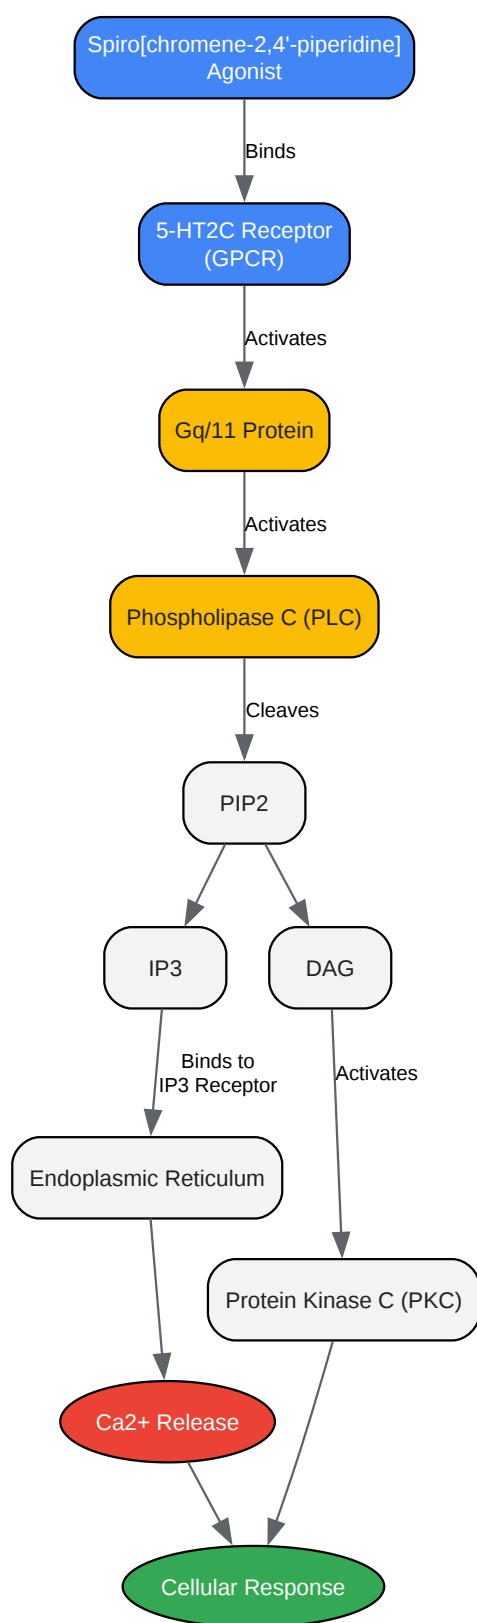 Spiro[chromene-2,4'-piperidine]
Agonist
Binds
5-HT2C Receptor
(GPCR)
Activates
Gq/11 Protein
Activates
Phospholipase C (PLC)
Cleaves
PIP2
IP3
DAG
Binds to
IP3 Receptor
Activates
Endoplasmic Reticulum
Protein Kinase C (PKC)
Ca2+ Release
Cellular Response